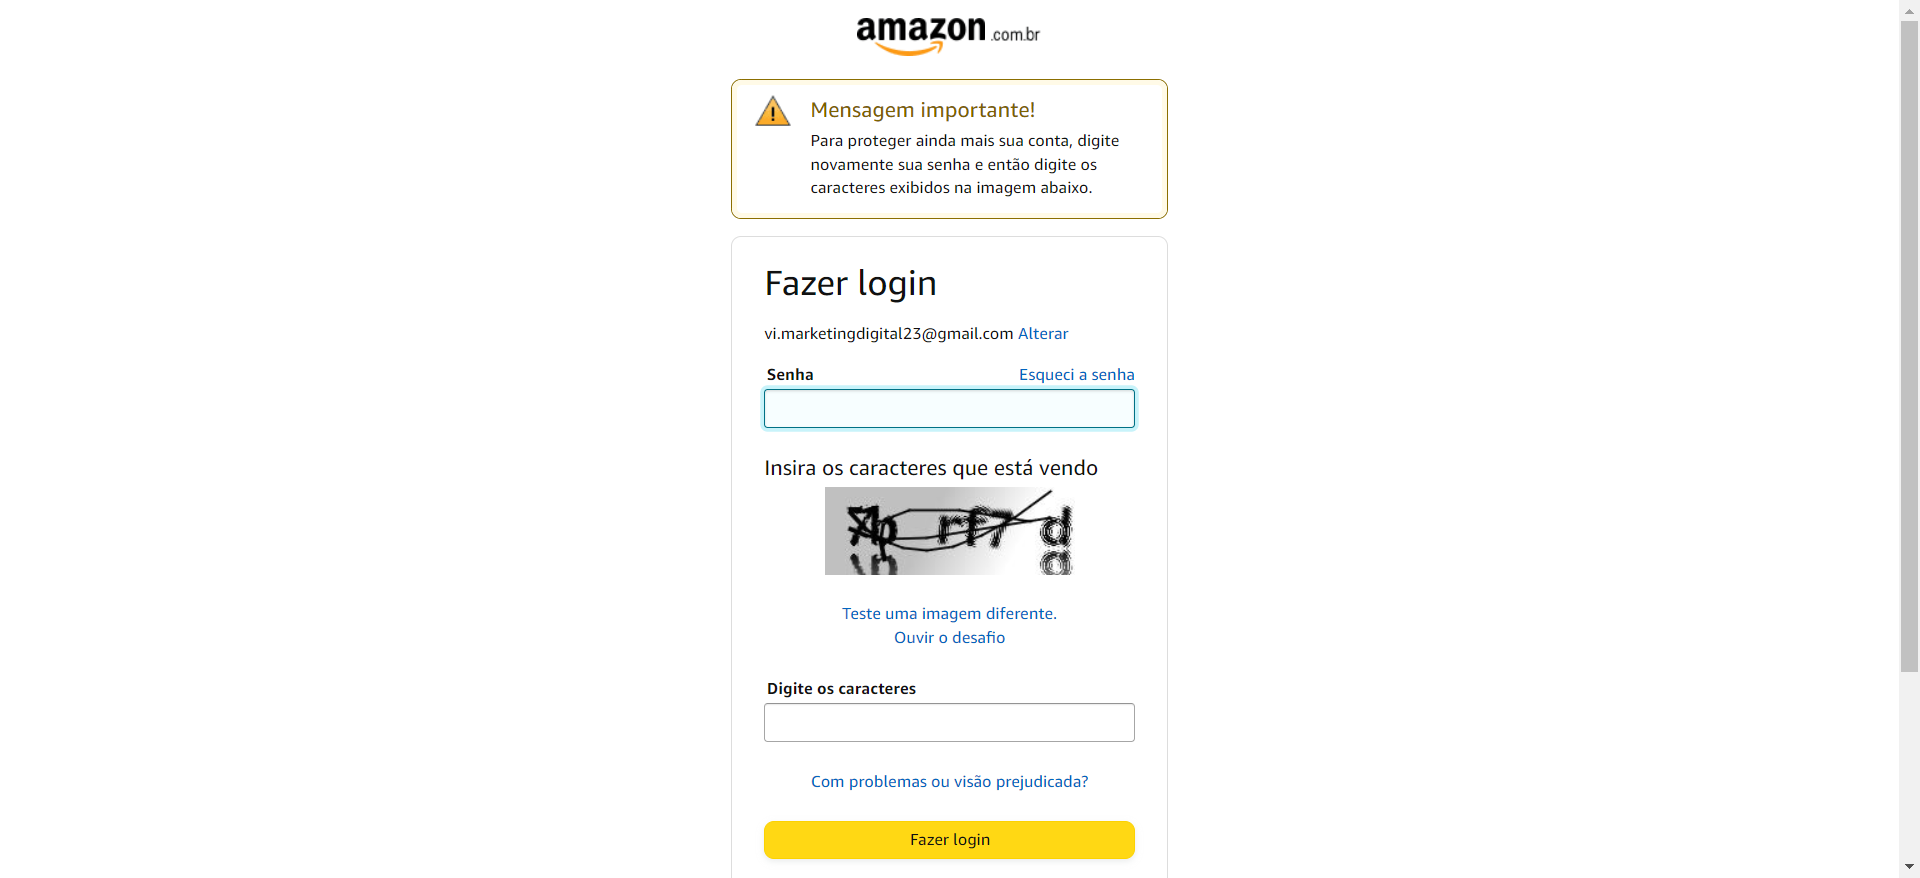 amazon.com.br
Mensagem importante!
Para proteger ainda mais sua conta, digite
novamente sua senha e então digite os
caracteres exibidos na imagem abaixo.
Fazer login
vi.marketingdigital23@gmail.com Alterar
Senha Esqueci a senha
Insira os caracteres que está vendo
Teste uma imagem diferente.
Ouvir o desafio
Digite os caracteres
Com problemas ou visão prejudicada?
Fazer login